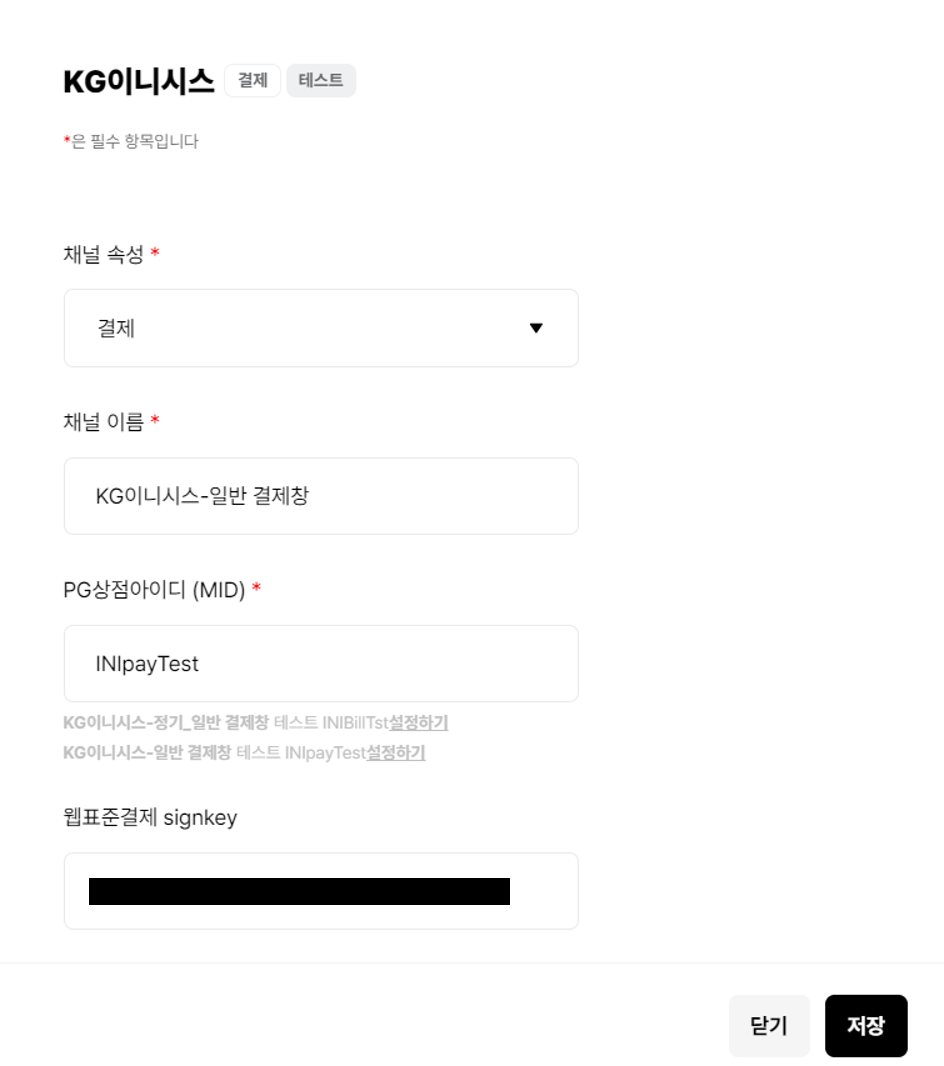 KG이니시스 결제 테스트
*은 필수 항목입니다
채널 속성 *
결제
채널 이름 *
KG이니시스-일반 결제창
PG상점아이디 (MID) *
INIpayTest
KG이니시스-정기_일반 결제창 테스트 INIBillTst설정하기
KG이니시스-일반 결제창 테스트 INIpayTest설정하기
웹표준결제 signkey
닫기 저장